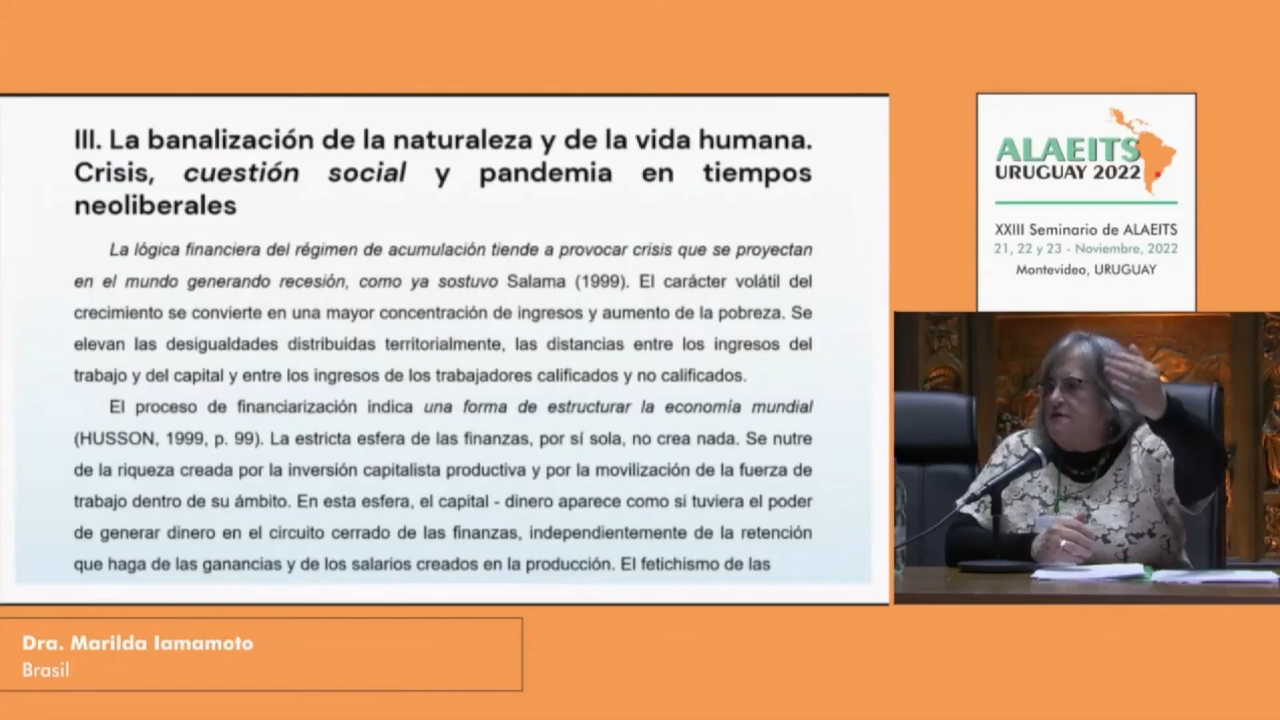 III. La banalización de la naturaleza y de la vida humana.
Crisis, cuestión social y pandemia en tiempos
neoliberales
La lógica financiera del régimen de acumulación tiende a provocar crisis que se proyectan
en el mundo generando recesión, como ya sostuvo Salama (1999). El carácter volátil del
crecimiento se convierte en una mayor concentración de ingresos y aumento de la pobreza. Se
elevan las desigualdades distribuidas territorialmente, las distancias entre los ingresos del
trabajo y del capital y entre los ingresos de los trabajadores calificados y no calificados.
El proceso de financiarización indica una forma de estructurar la economía mundial
(HUSSON, 1999, p. 99). La estricta esfera de las finanzas, por sí sola, no crea nada. Se nutre
de la riqueza creada por la inversión capitalista productiva y por la movilización de la fuerza de
trabajo dentro de su ámbito. En esta esfera, el capital - dinero aparece como si tuviera el poder
de generar dinero en el circuito cerrado de las finanzas, independientemente de la retención
que haga de las ganancias y de los salarios creados en la producción. El fetichismo de las
ALAEITS
URUGUAY 2022
XXIII Seminario de ALAEITS
21, 22 y 23 - Noviembre, 2022
Montevideo, URUGUAY
Dra. Marilda Iamamoto
Brasil